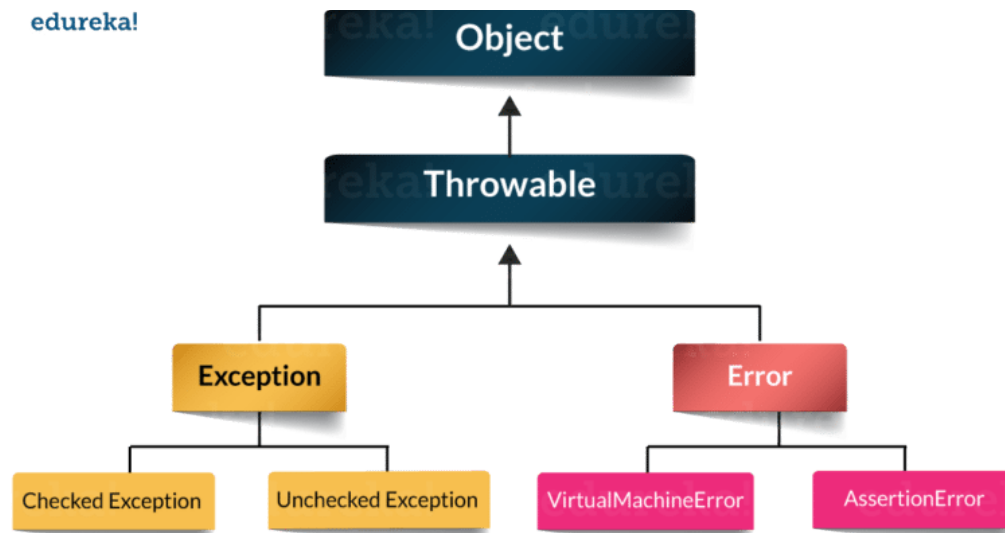 edureka!
Object
Throwable
Exception
Error
Checked Exception
Unchecked Exception
VirtualMachineError
AssertionError